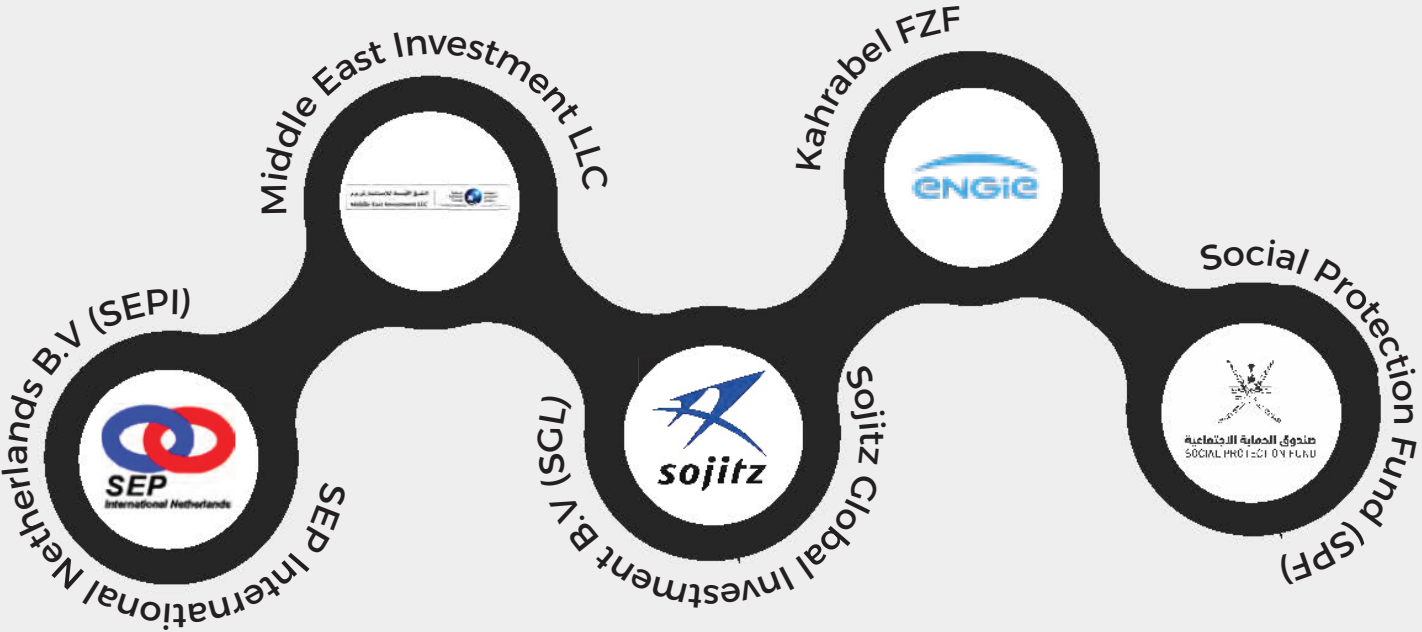 SEP International Netherlands B.V (SEPI)
SEP
International Netherlands
Middle East Investment LLC
Middle East Investment LLC
Sojitz Global Investment B.V (SGL)
sojitz
Kahrabel FZF
ENGIE
Social Protection Fund (SPF)
صندوق الحماية الاجتماعية
SOCIAL PROTECTION FUND